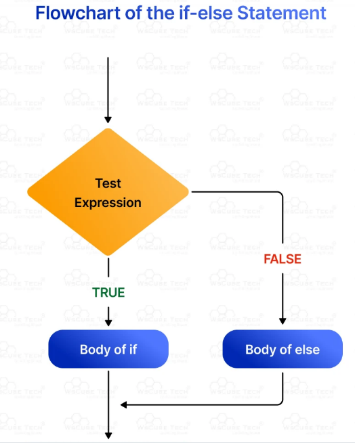 Flowchart of the if-else Statement
Test
Expression
FALSE
TRUE
Body of if
Body of else